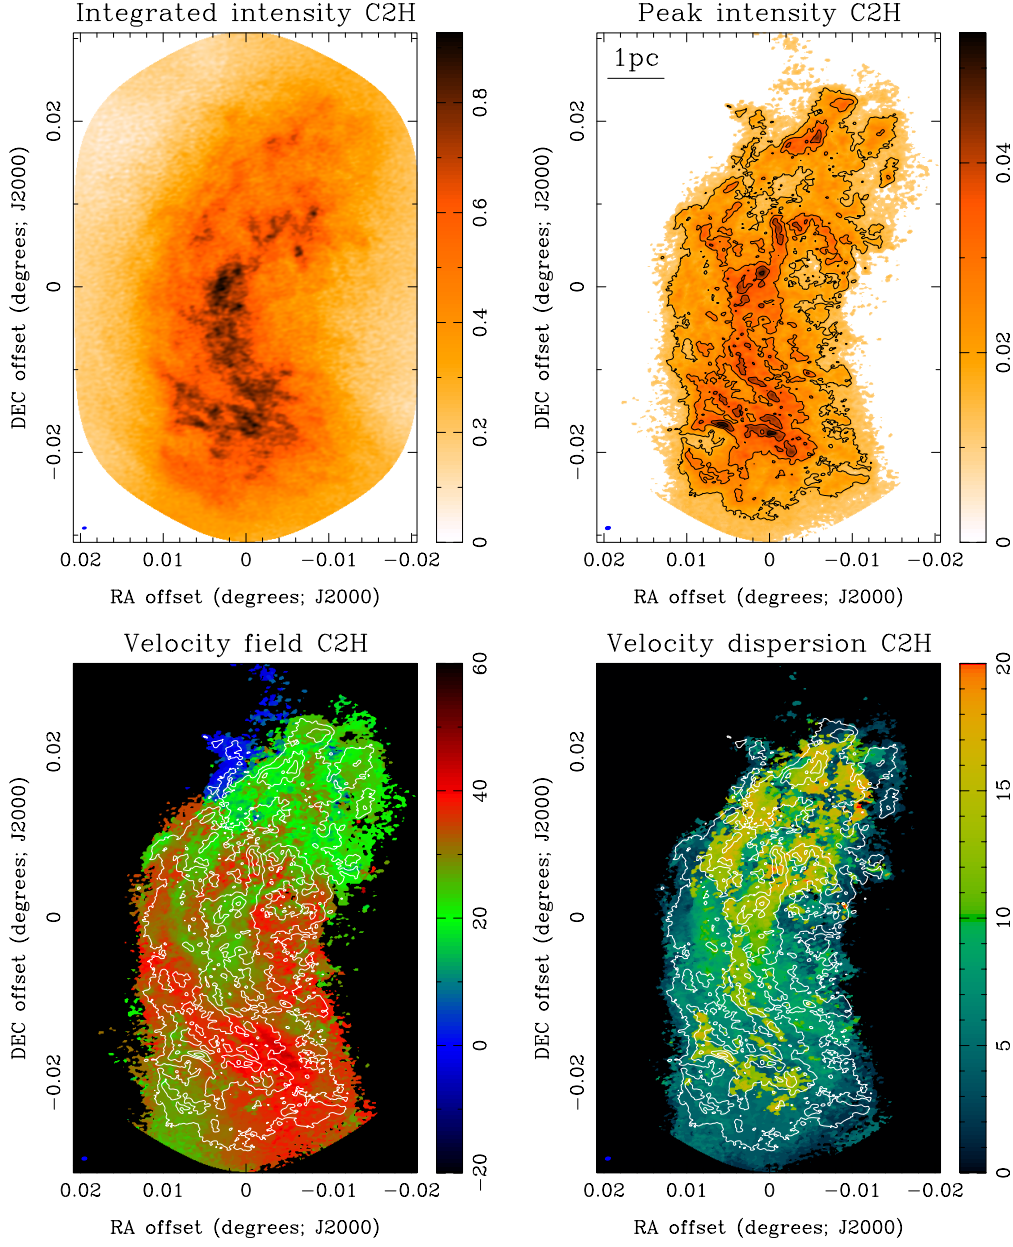 Integrated intensity C2H
Peak intensity C2H
1pc
DEC offset (degrees; J2000)
0.02
0
−0.02
0.8
0.6
0.4
0.2
0
DEC offset (degrees; J2000)
0.02
0
−0.02
0.04
0.02
0
0.02 0.01 0 −0.01 −0.02
RA offset (degrees; J2000)
0.02 0.01 0 −0.01 −0.02
RA offset (degrees; J2000)
Velocity field C2H
Velocity dispersion C2H
DEC offset (degrees; J2000)
0.02
0
−0.02
60
40
20
0
−20
DEC offset (degrees; J2000)
0.02
0
−0.02
20
15
10
5
0
0.02 0.01 0 −0.01 −0.02
RA offset (degrees; J2000)
0.02 0.01 0 −0.01 −0.02
RA offset (degrees; J2000)